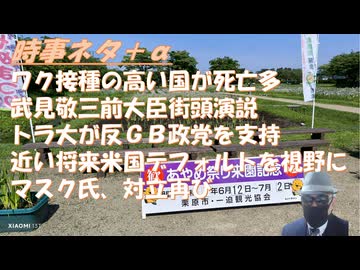 時事ネタ＋α
ワク接種の高い国が死亡多
武見敬三前大臣街頭演説
トラ大が反ＧＢ政党を支持
近い将来米国デフォルトを視野に
マスク氏、対立再び
祝 あやめ祭り来園記念
6月12日～7月2日
栗原市・一迫観光協会
XIAOMI 13T